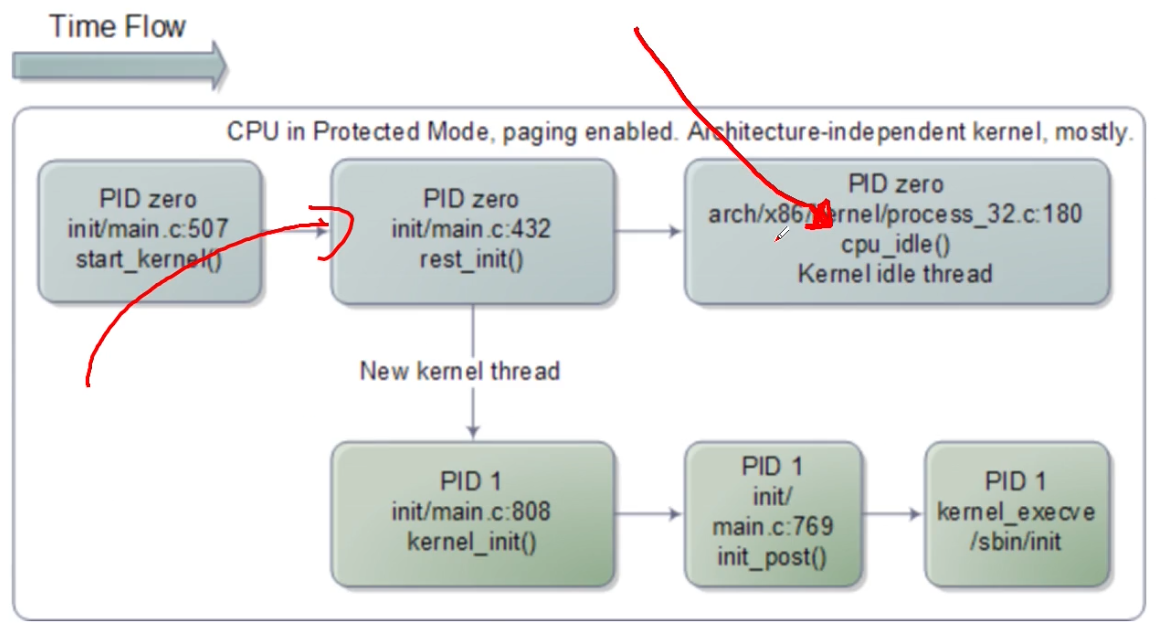 Time Flow
CPU in Protected Mode, paging enabled. Architecture-independent kernel, mostly.
PID zero
init/main.c:507
start_kernel()
PID zero
init/main.c:432
rest_init()
PID zero
arch/x86/kernel/process_32.c:180
cpu_idle()
Kernel idle thread
New kernel thread
PID 1
init/main.c:808
kernel_init()
PID 1
init/
main.c:769
init_post()
PID 1
kernel_execve
/sbin/init